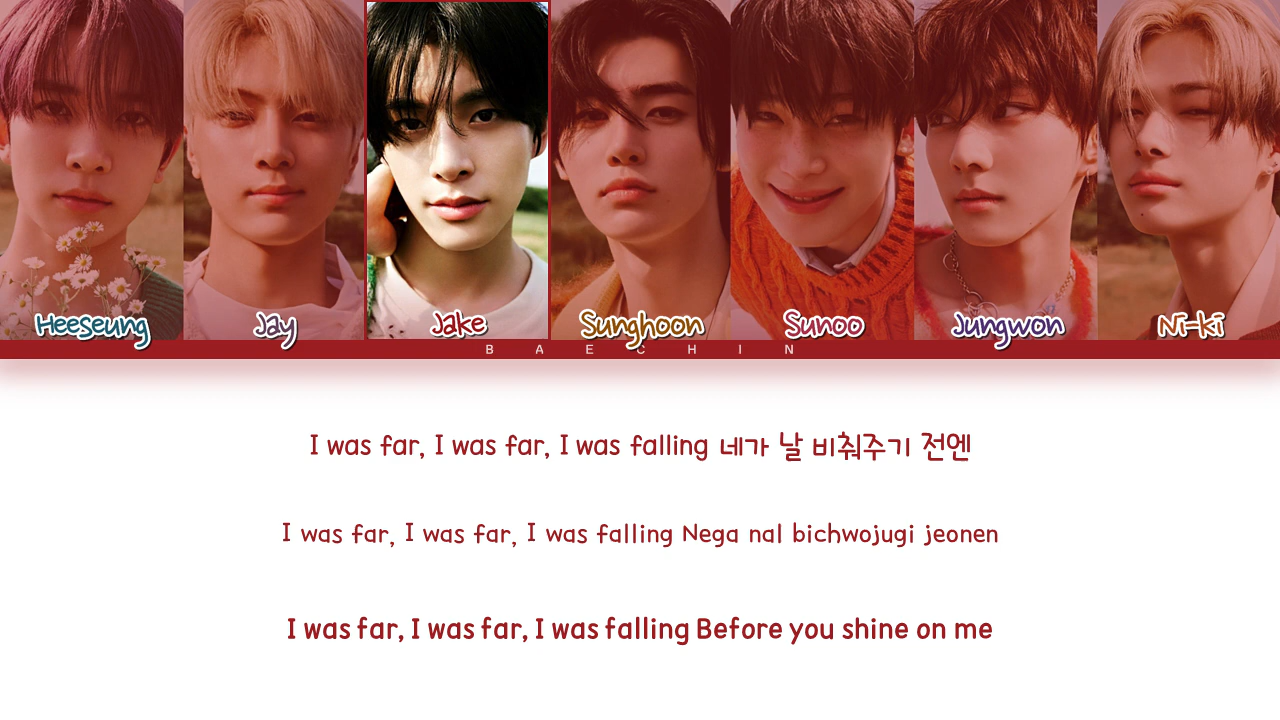 Heeseung Jay Jake Sunghoon Sunoo Jungwon Ni-ki
BAECHIN
I was far, I was far, I was falling 네가 날 비춰주기 전엔
I was far, I was far, I was falling Nega nal bichwojugi jeonen
I was far, I was far, I was falling Before you shine on me